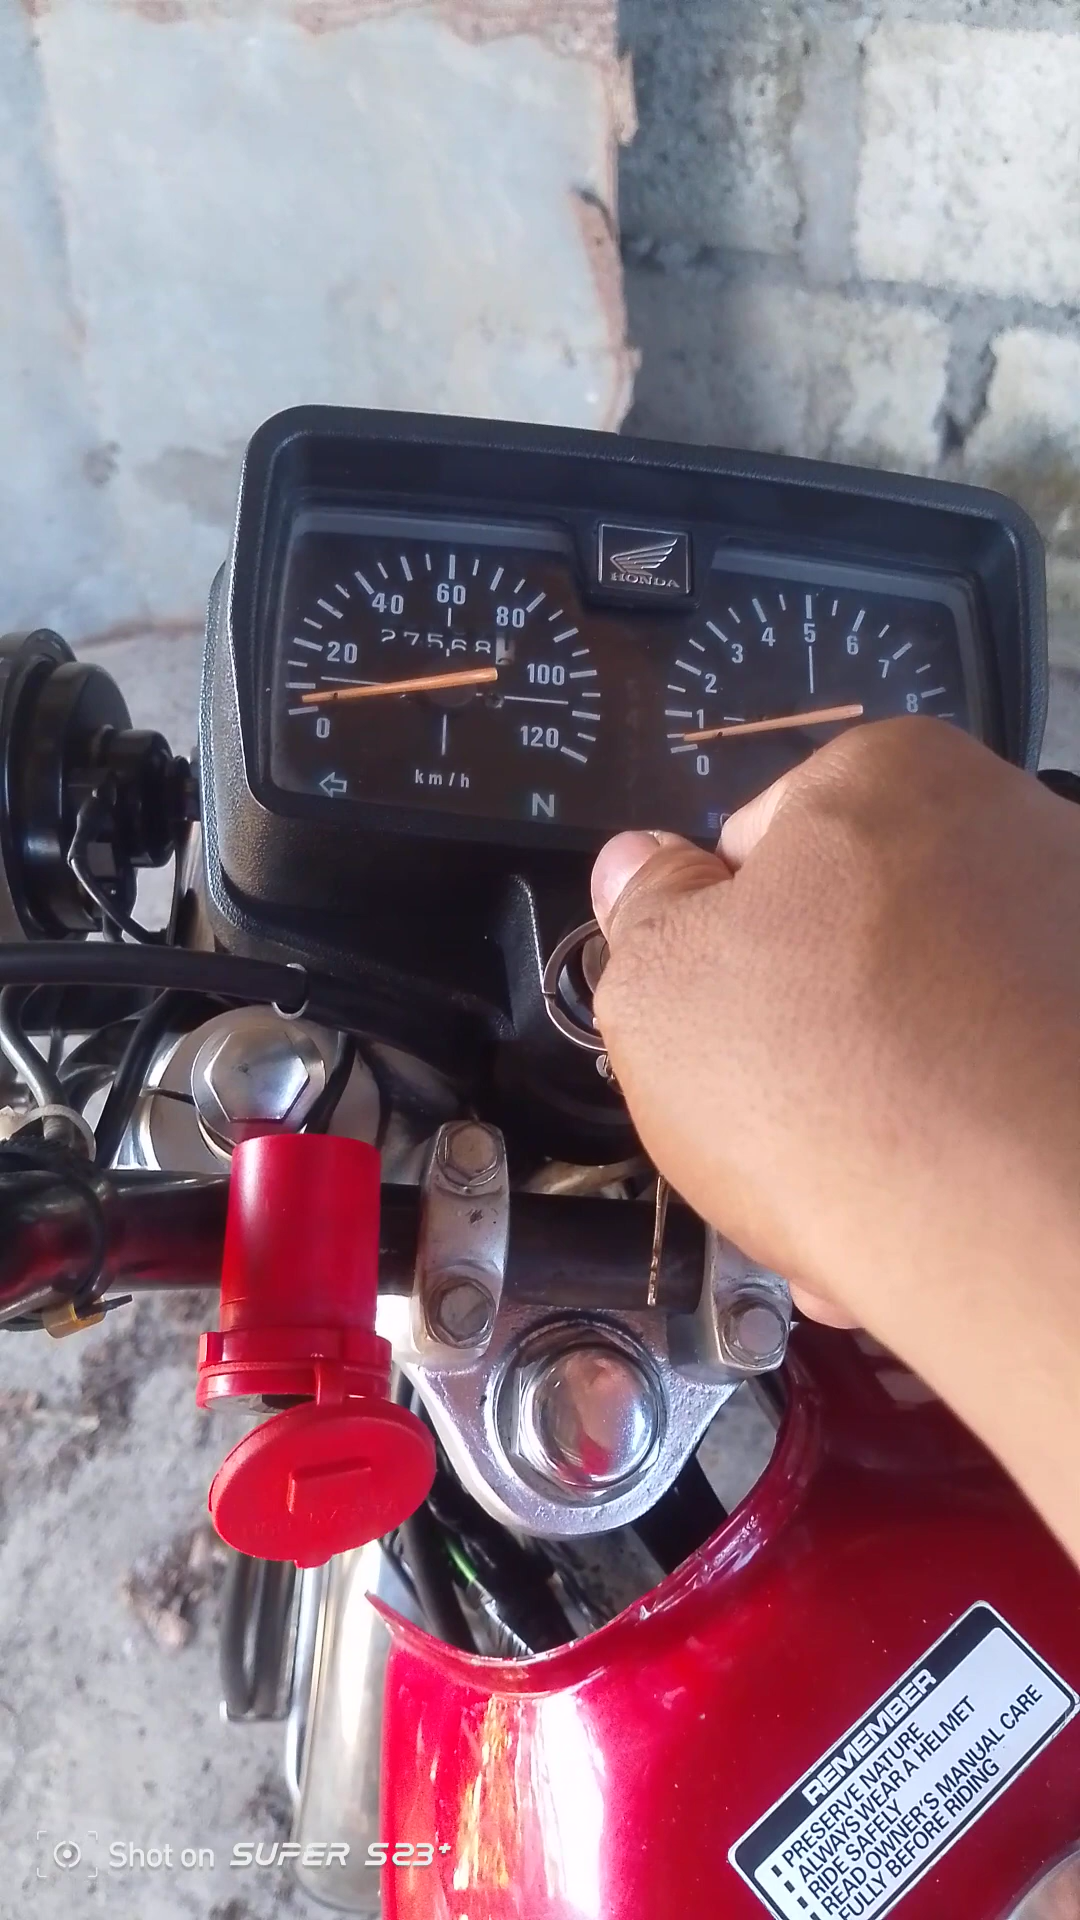 HONDA
60
40
80
27568
20
100
0
120
km/h
N
5
4
6
3
7
2
8
1
0
REMEMBER
PRESERVE NATURE
ALWAYS WEAR A HELMET
RIDE SAFELY
READ OWNER'S MANUAL CARE
FULLY BEFORE RIDING
Shot on SUPER S23+